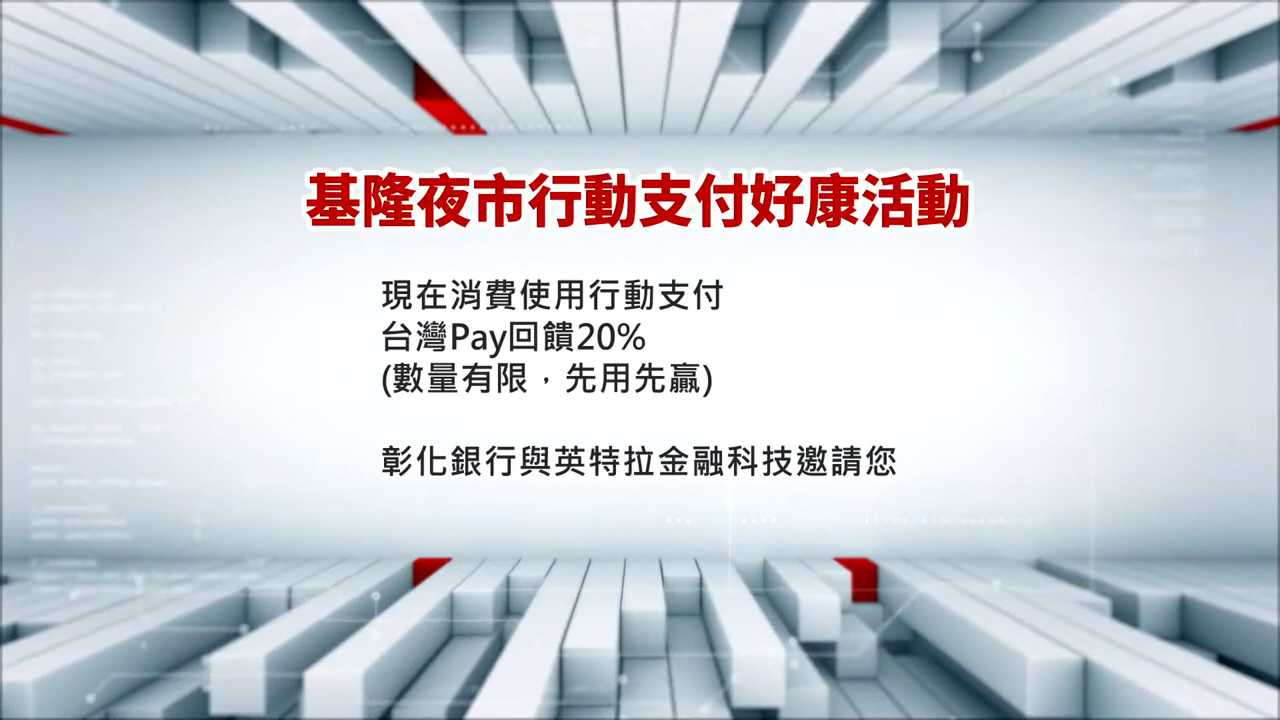 基隆夜市行動支付好康活動
現在消費使用行動支付
台灣Pay回饋20%
(數量有限，先用先贏)
彰化銀行與英特拉金融科技邀請您